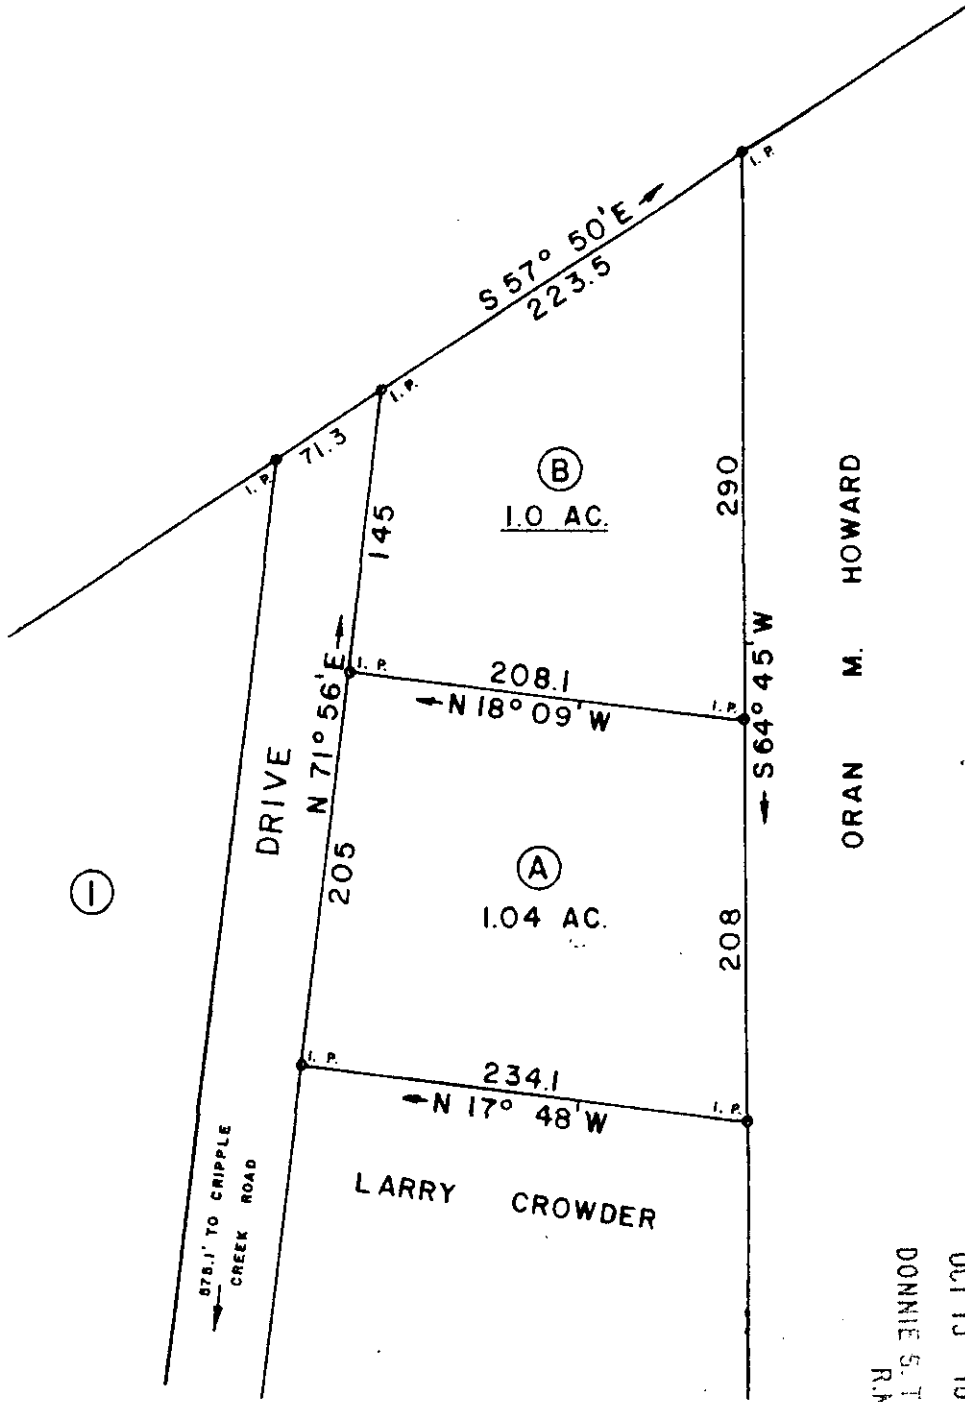 S 57° 50' E
223.5
I. P.
I. P.
71.3
I. P.
B
1.0 AC.
145
290
ORAN M. HOWARD
N 71° 56' E
I. P.
208.1
N 18° 09' W
I. P.
S 64° 45' W
DRIVE
205
A
1.04 AC.
208
1
I. P.
234.1
N 17° 48' W
I. P.
LARRY CROWDER
TO CRIPPLE
CREEK ROAD
OCT 13
DONNIE S. T